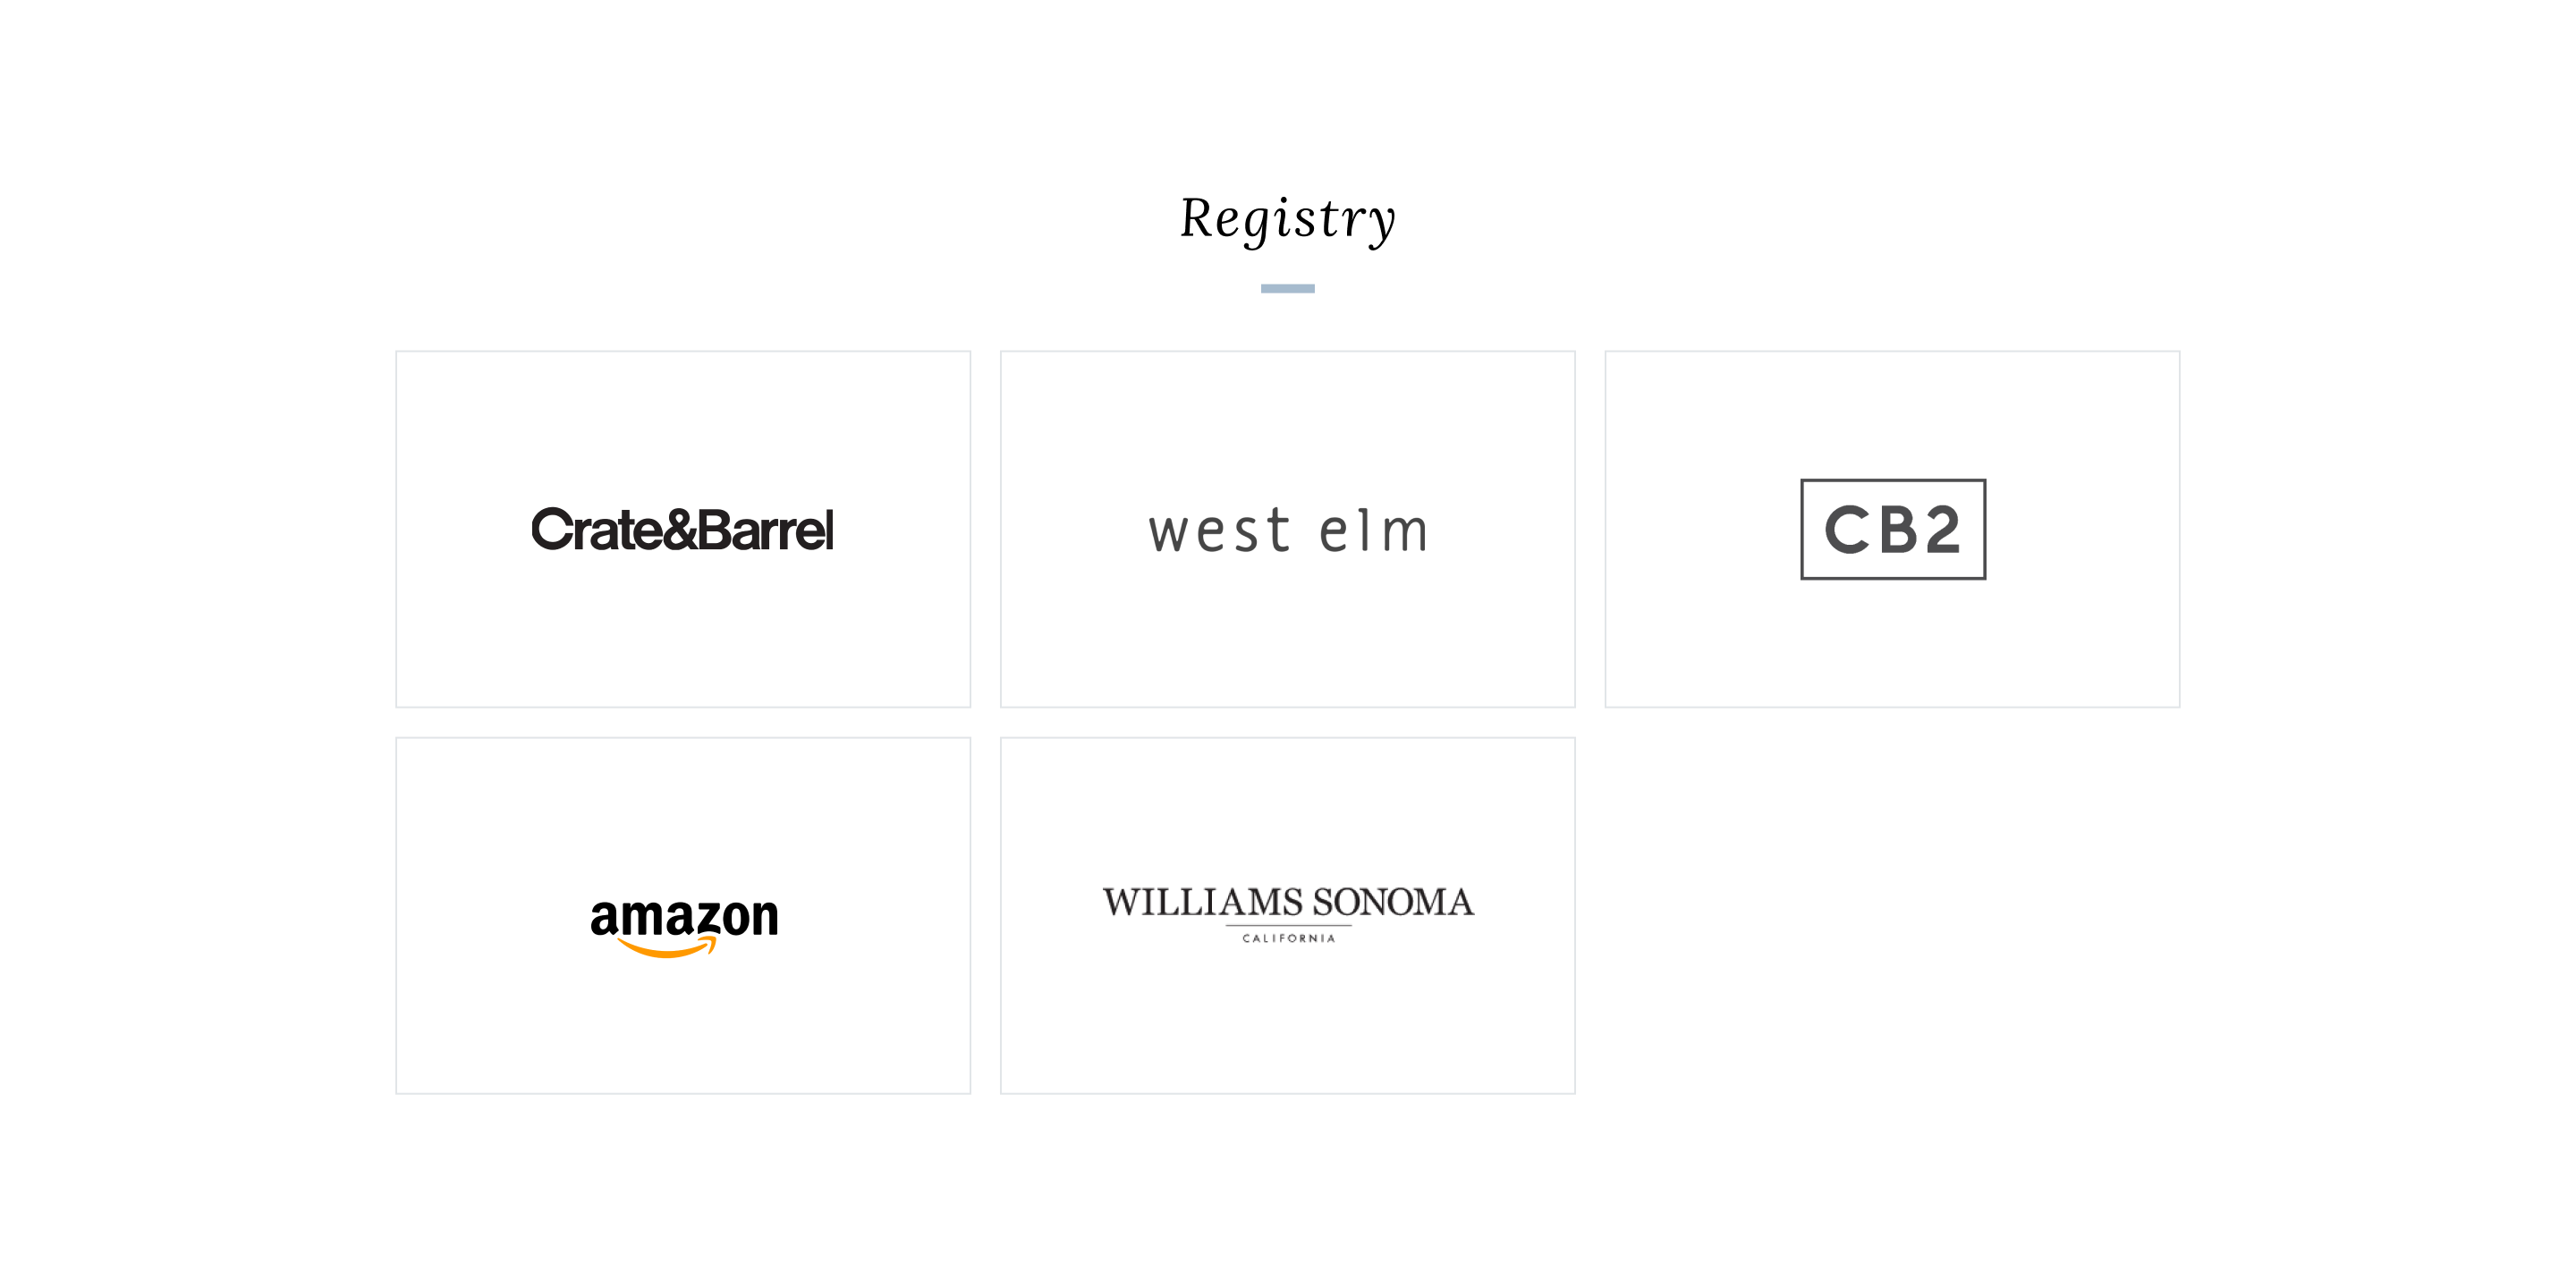 Registry
Crate&Barrel
west elm
CB2
amazon
WILLIAMS SONOMA
CALIFORNIA